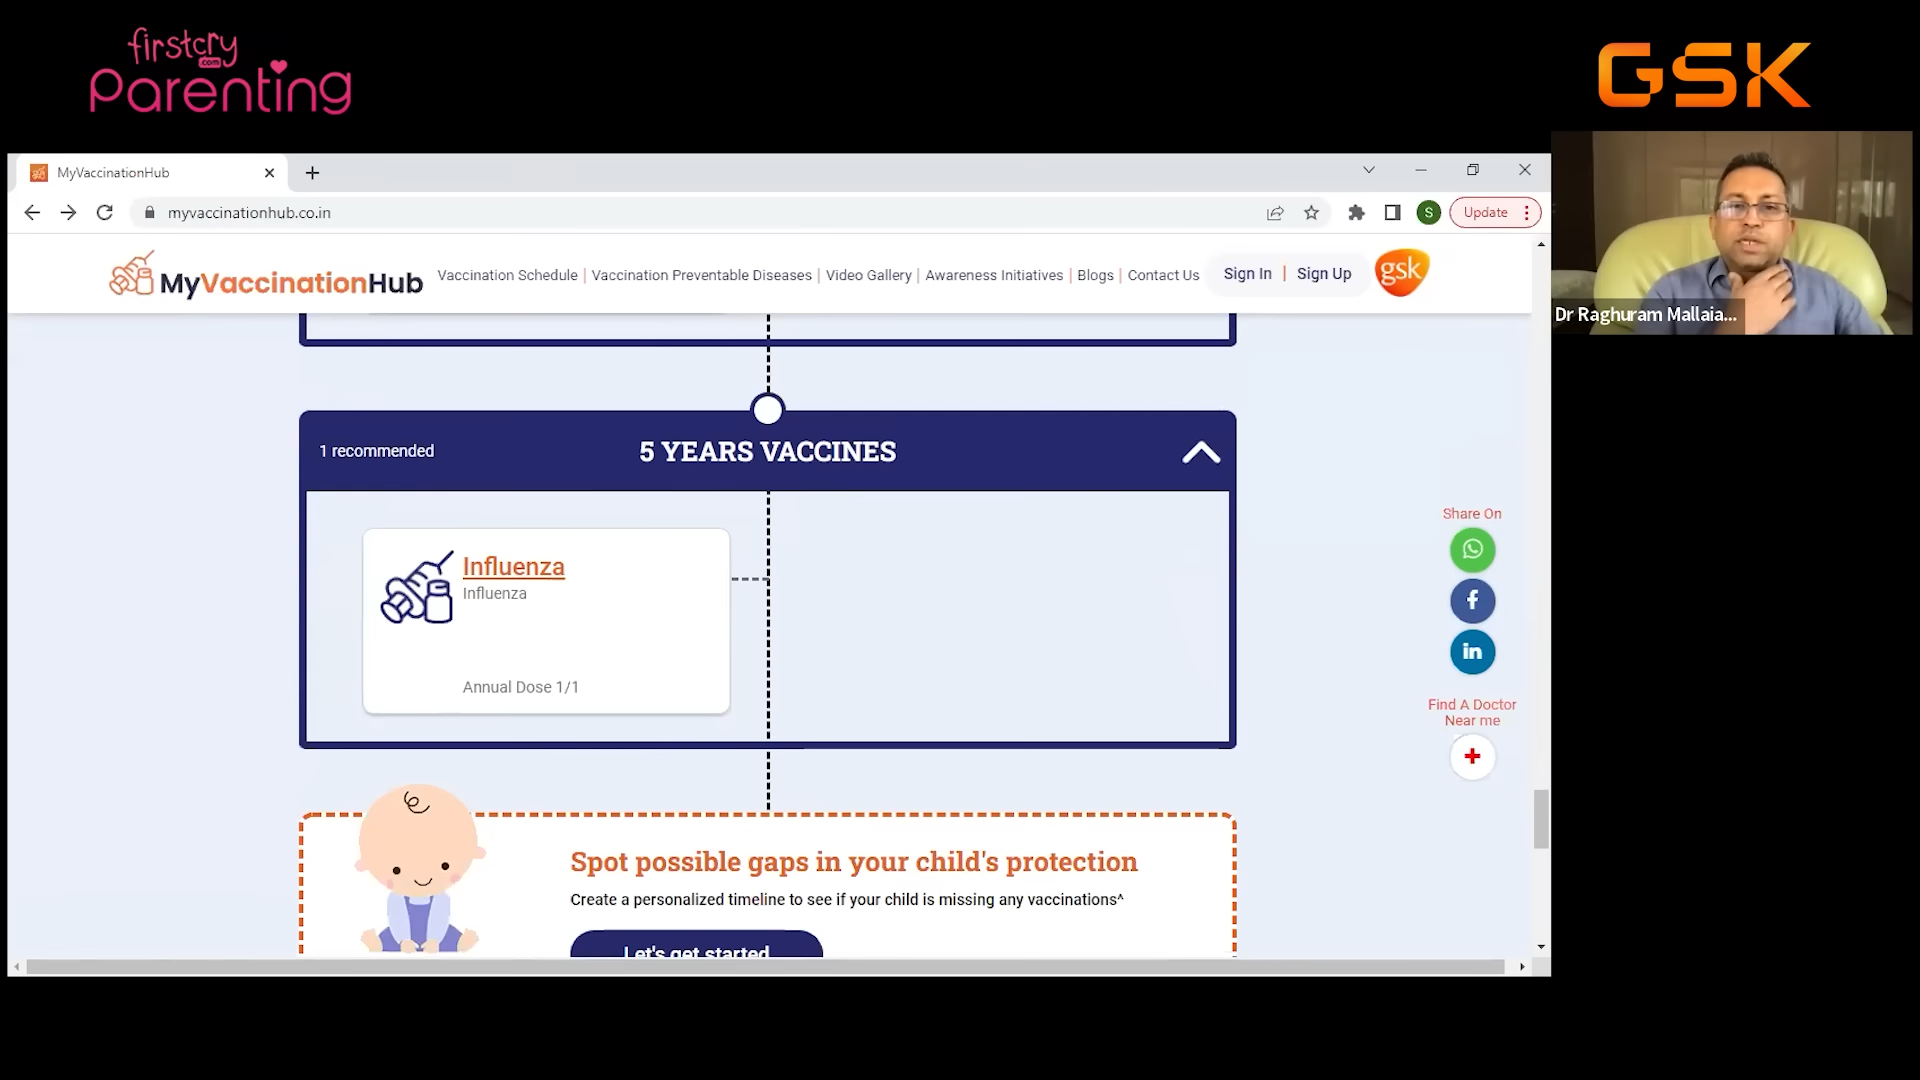 firstcry
.com
Parenting
GSK
MyVaccinationHub
myvaccinationhub.co.in
S
Update
MyVaccinationHub
Vaccination Schedule | Vaccination Preventable Diseases | Video Gallery | Awareness Initiatives | Blogs | Contact Us
Sign In | Sign Up
gsk
Dr Raghuram Mallaia...
1 recommended
5 YEARS VACCINES
Influenza
Influenza
Annual Dose 1/1
Share On
f
in
Find A Doctor
Near me
Spot possible gaps in your child's protection
Create a personalized timeline to see if your child is missing any vaccinations^
Let's get started